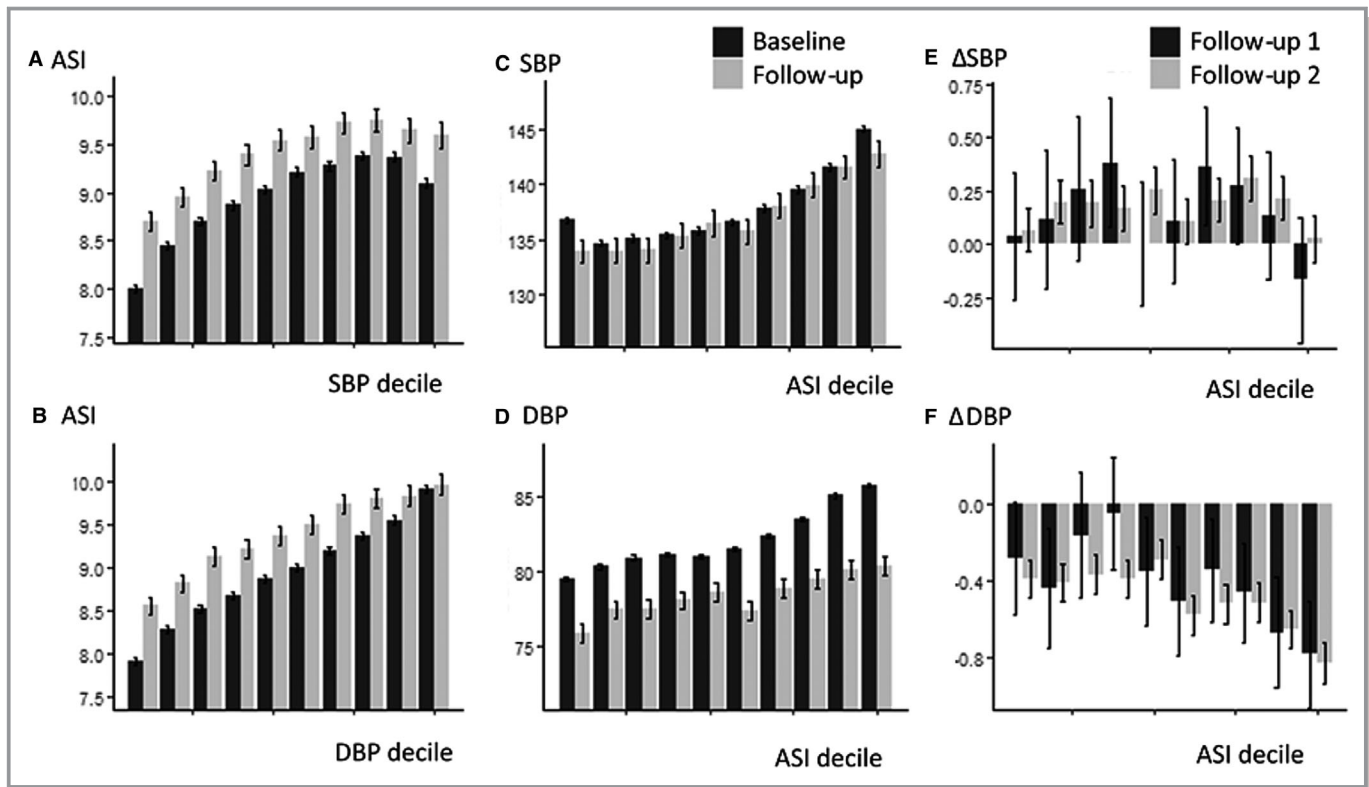 A ASI
10.0
9.5
9.0
8.5
8.0
7.5
SBP decile
B ASI
10.0
9.5
9.0
8.5
8.0
7.5
DBP decile
C SBP
Baseline
Follow-up
145
140
135
130
ASI decile
D DBP
85
80
75
ASI decile
E ΔSBP
Follow-up 1
Follow-up 2
0.75
0.50
0.25
0.00
-0.25
ASI decile
F ΔDBP
0.0
-0.4
-0.8
ASI decile